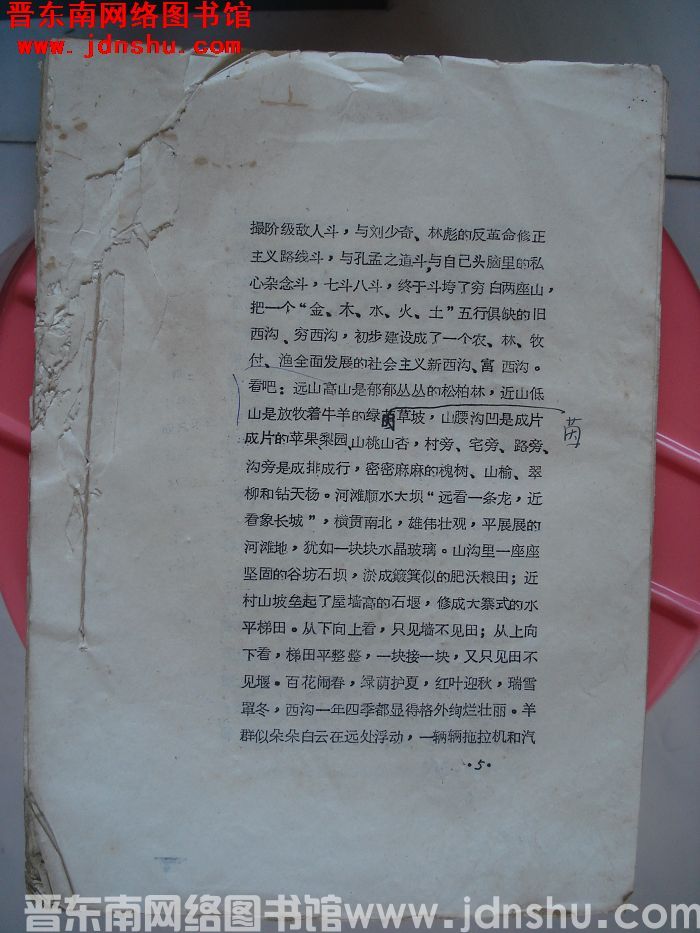 晋东南网络图书馆
www.jdnshu.com
撮阶级敌人斗，与刘少奇、林彪的反革命修正
主义路线斗，与孔孟之道斗，与自己头脑里的私
心杂念斗，七斗八斗，终于斗垮了穷白两座山，
把一个“金、木、水、火、土”五行俱缺的旧
西沟、穷西沟，初步建设成了一个农、林、牧
付、渔全面发展的社会主义新西沟、富西沟。
看吧：远山高山是郁郁丛丛的松柏林，近山低
山是放牧着牛羊的绿茵草坡，山腰沟凹是成片
茵
成片的苹果梨园、山桃山杏，村旁、宅旁、路旁、
沟旁是成排成行，密密麻麻的槐树、山榆、翠
柳和钻天杨。河滩顺水大坝“远看一条龙，近
看象长城”，横贯南北，雄伟壮观，平展展的
河滩地，犹如一块块水晶玻璃。山沟里一座座
坚固的谷坊石坝，淤成簸箕似的肥沃粮田；近
村山坡垒起了屋墙高的石堰，修成大寨式的水
平梯田。从下向上看，只见墙不见田；从上向
下看，梯田平整整，一块接一块，又只见田不
见堰。百花闹春，绿荫护夏，红叶迎秋，瑞雪
罩冬，西沟一年四季都显得格外绚烂壮丽。羊
群似朵朵白云在远处浮动，一辆辆拖拉机和汽
·5·
晋东南网络图书馆 www.jdnshu.com